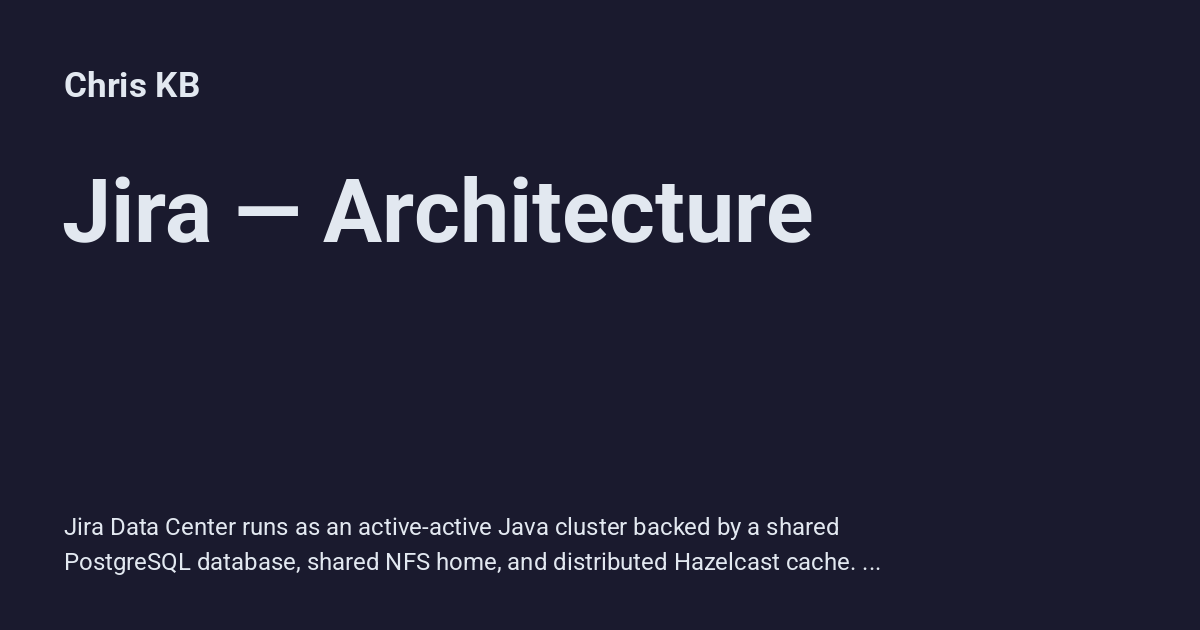 Chris KB
Jira — Architecture
Jira Data Center runs as an active-active Java cluster backed by a shared
PostgreSQL database, shared NFS home, and distributed Hazelcast cache. ...